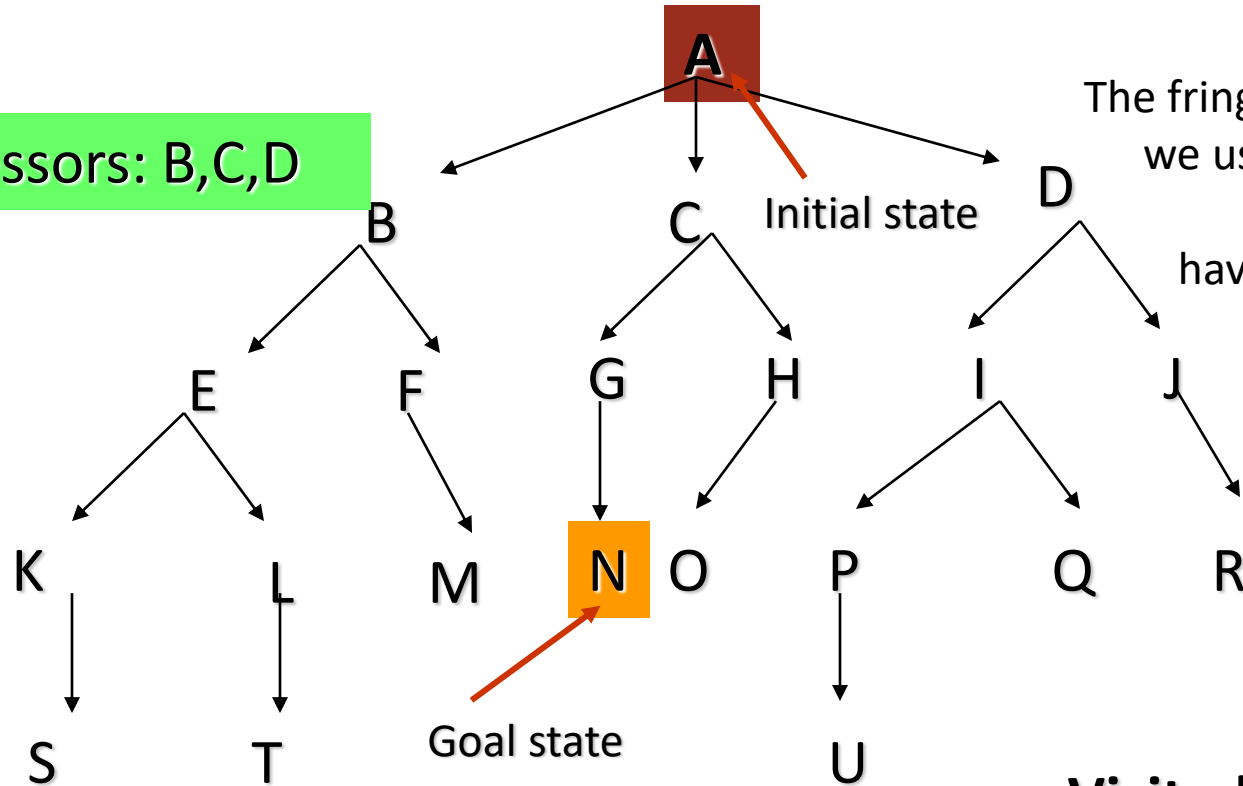 A
The fring
ssors: B,C,D
we us
B
C
Initial state
D
hav
E
F
G
H
I
J
K
L
M
N
O
P
Q
R
Goal state
S
T
U